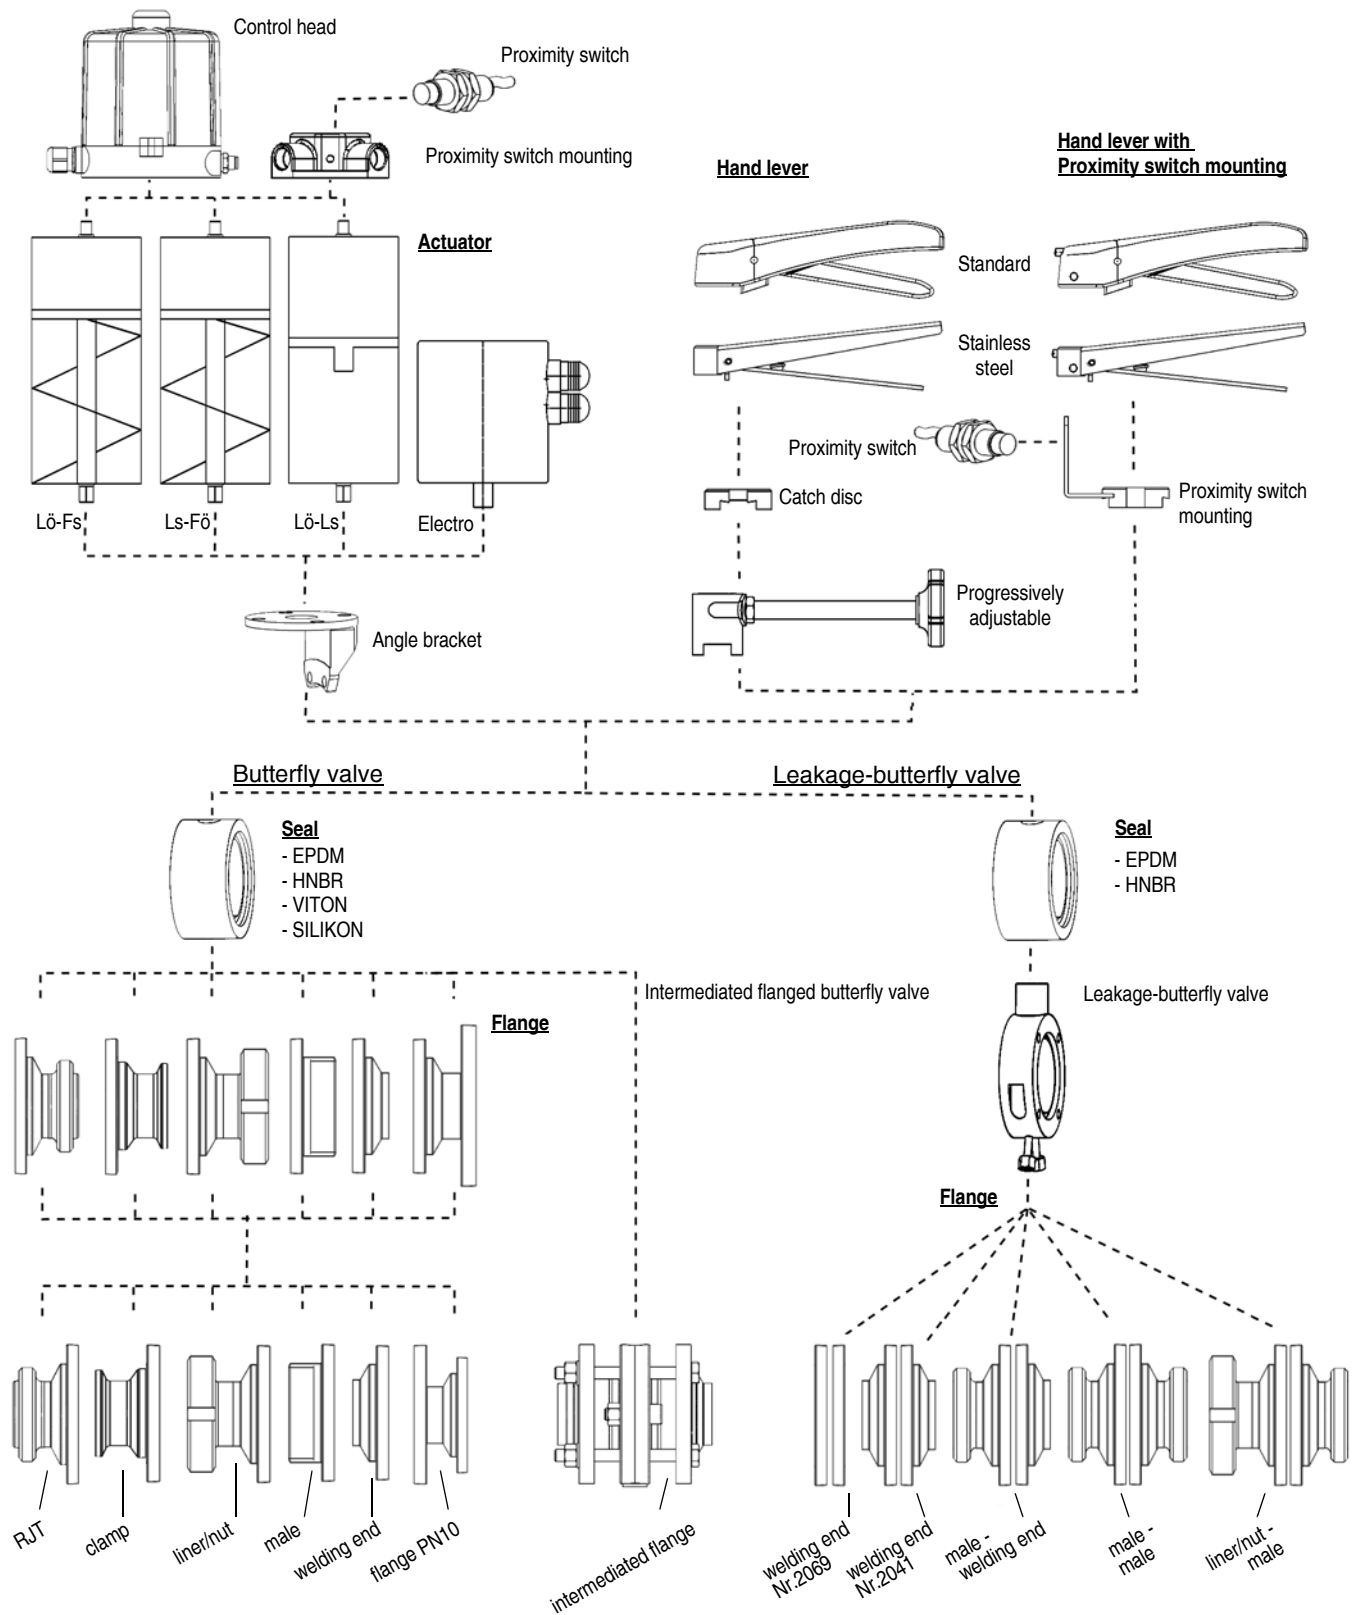 Control head
Proximity switch
Proximity switch mounting
Hand lever
Hand lever with
Proximity switch mounting
Actuator
Standard
Stainless
steel
Proximity switch
Catch disc
Proximity switch
mounting
Lö-Fs
Ls-Fö
Lö-Ls
Electro
Progressively
adjustable
Angle bracket
Butterfly valve
Leakage-butterfly valve
Seal
- EPDM
- HNBR
- VITON
- SILIKON
Seal
- EPDM
- HNBR
Intermediated flanged butterfly valve
Leakage-butterfly valve
Flange
Flange
RJT
clamp
liner/nut
male
welding end
flange PN10
intermediated flange
welding end
Nr.2069
welding end
Nr.2041
male -
welding end
male -
male
liner/nut -
male